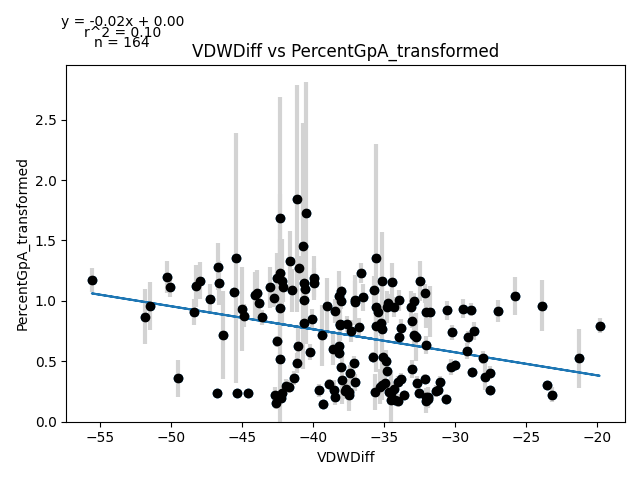 y = -0.02x + 0.00
r^2 = 0.10
n = 164
VDWDiff vs PercentGpA_transformed
2.5
2.0
1.5
1.0
0.5
0.0
PercentGpA_transformed
−55 −50 −45 −40 −35 −30 −25 −20
VDWDiff